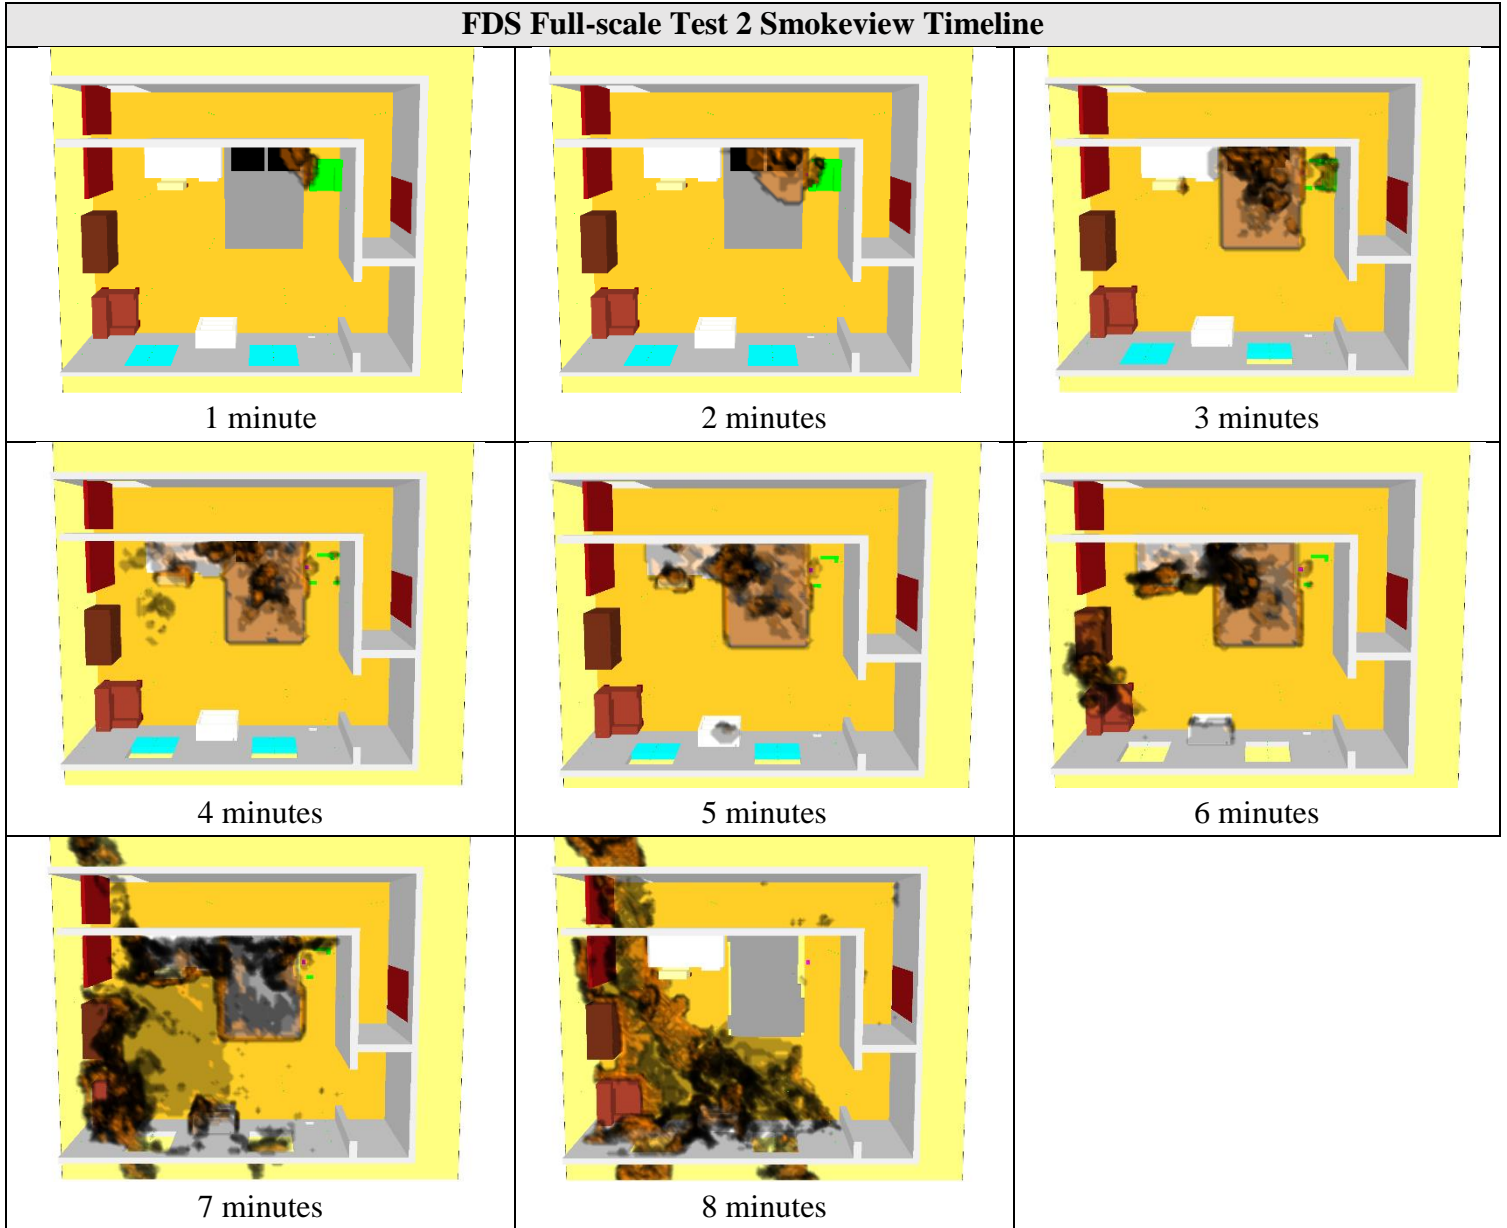 FDS Full-scale Test 2 Smokeview Timeline
1 minute
2 minutes
3 minutes
4 minutes
5 minutes
6 minutes
7 minutes
8 minutes